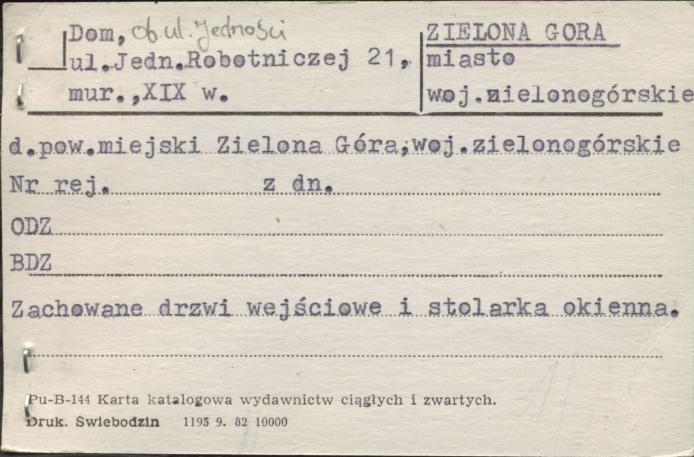 Dom, ob. ul. Jedności
ul.Jedn.Robotniczej 21,
mur.,XIX w.
ZIELONA GORA
miasto
woj.zielonogórskie
d.pow.miejski Zielona Góra,woj.zielonogórskie
Nr rej. z dn.
ODZ
BDZ
Zachowane drzwi wejściowe i stolarka okienna.
Pu-B-144 Karta katalogowa wydawnictw ciągłych i zwartych.
Druk. Świebodzin 1195 9. 82 10000